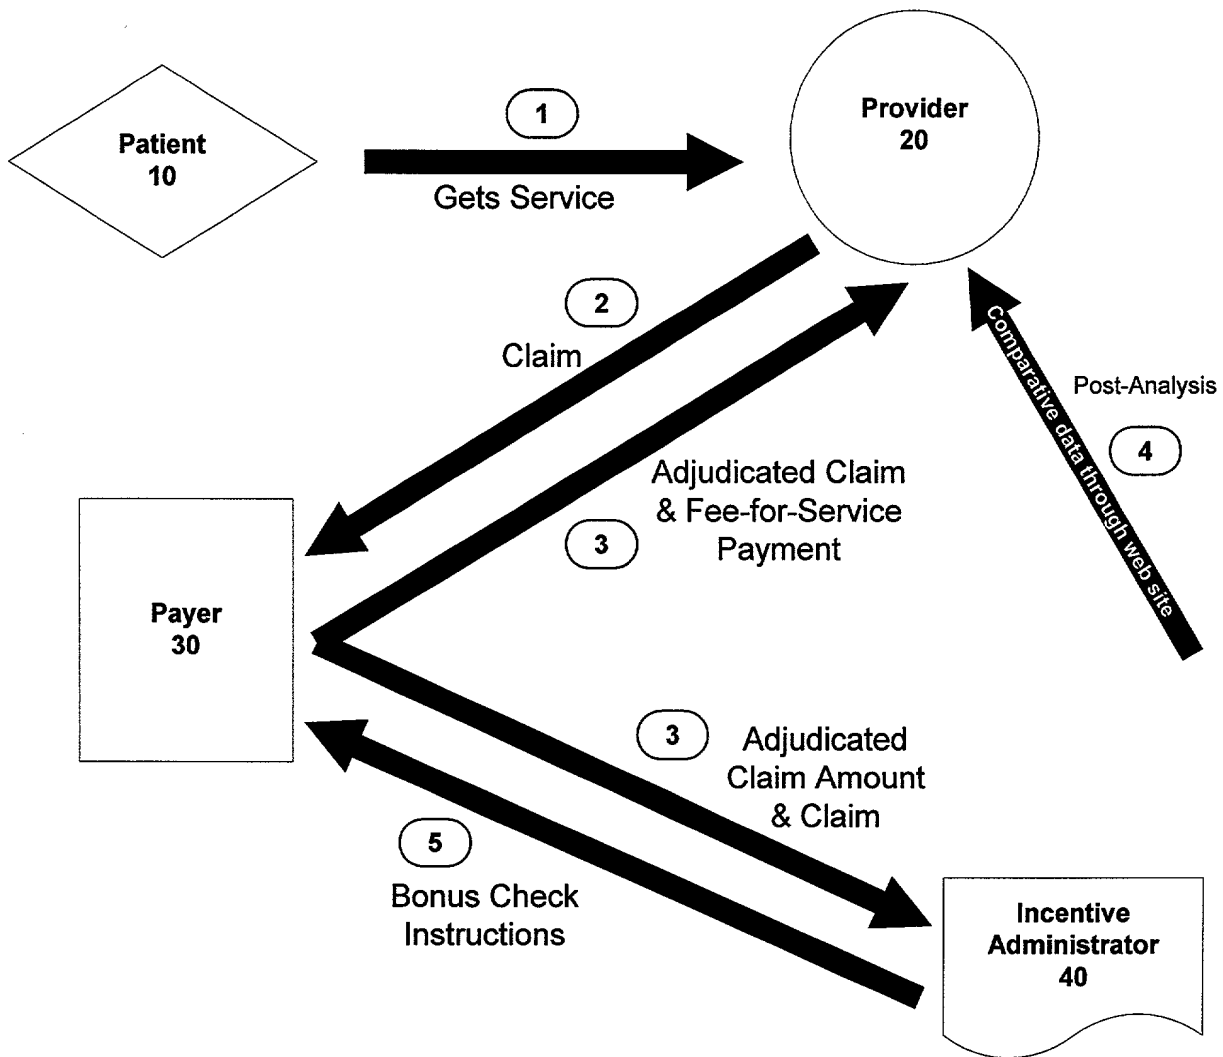 Patient
10
1
Gets Service
Provider
20
2
Claim
Comparative data through web site
Post-Analysis
4
Adjudicated Claim
& Fee-for-Service
Payment
3
Payer
30
3
Adjudicated
Claim Amount
& Claim
5
Bonus Check
Instructions
Incentive
Administrator
40